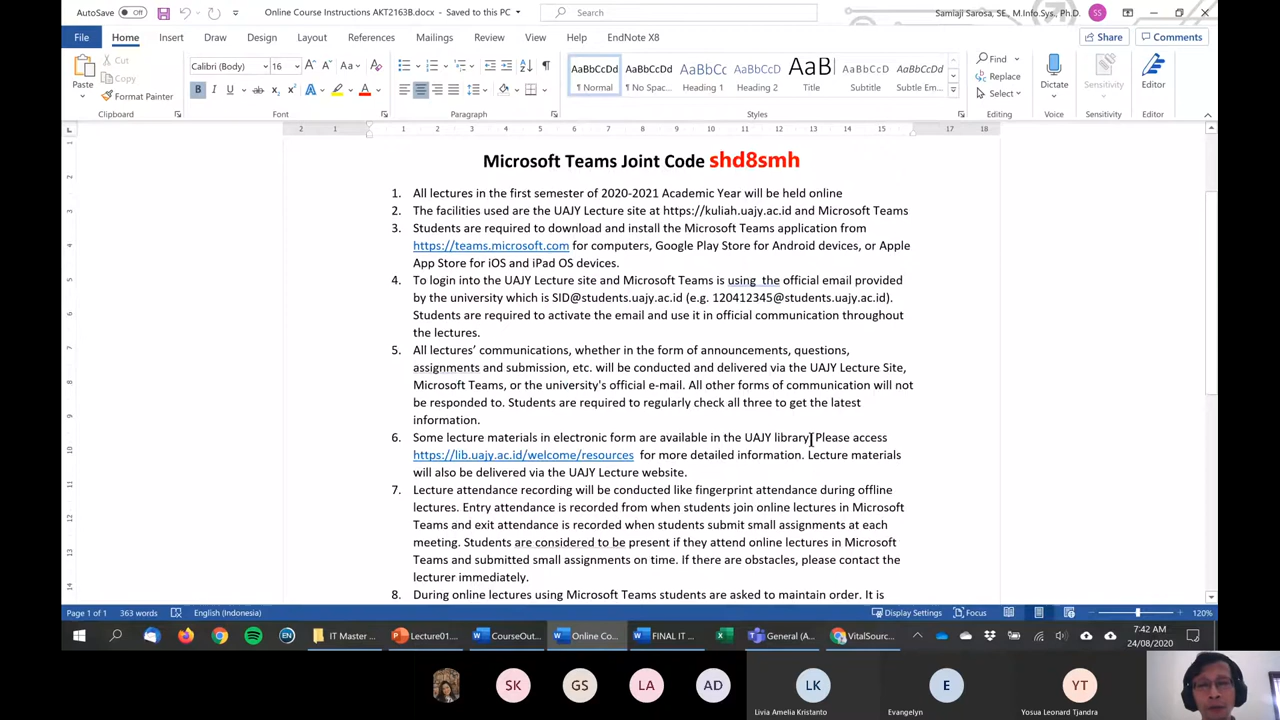 AutoSave Off Online Course Instructions AKT2163B.docx - Saved to this PC Search Samiaji Sarosa, SE., M.Info.Sys., Ph.D. SS
File Home Insert Draw Design Layout References Mailings Review View Help EndNote X8 Share Comments
Paste Cut Copy Format Painter
Calibri (Body) 16
AaBbCcDd AaBbCcDd AaBbCcD AaBbCcD AaB AaBbCcD AaBbCcDd
¶ Normal ¶ No Spac... Heading 1 Heading 2 Title Subtitle Subtle Em...
Find Replace Select Dictate Sensitivity Editor
Clipboard Font Paragraph Styles Editing Voice Sensitivity Editor
2 1 1 2 3 4 5 6 7 8 9 10 11 12 13 14 15 17 18
Microsoft Teams Joint Code shd8smh
1. All lectures in the first semester of 2020-2021 Academic Year will be held online
2. The facilities used are the UAJY Lecture site at https://kuliah.uajy.ac.id and Microsoft Teams
3. Students are required to download and install the Microsoft Teams application from
https://teams.microsoft.com for computers, Google Play Store for Android devices, or Apple
App Store for iOS and iPad OS devices.
4. To login into the UAJY Lecture site and Microsoft Teams is using the official email provided
by the university which is SID@students.uajy.ac.id (e.g. 120412345@students.uajy.ac.id).
Students are required to activate the email and use it in official communication throughout
the lectures.
5. All lectures’ communications, whether in the form of announcements, questions,
assignments and submission, etc. will be conducted and delivered via the UAJY Lecture Site,
Microsoft Teams, or the university's official e-mail. All other forms of communication will not
be responded to. Students are required to regularly check all three to get the latest
information.
6. Some lecture materials in electronic form are available in the UAJY library. Please access
https://lib.uajy.ac.id/welcome/resources for more detailed information. Lecture materials
will also be delivered via the UAJY Lecture website.
7. Lecture attendance recording will be conducted like fingerprint attendance during offline
lectures. Entry attendance is recorded from when students join online lectures in Microsoft
Teams and exit attendance is recorded when students submit small assignments at each
meeting. Students are considered to be present if they attend online lectures in Microsoft
Teams and submitted small assignments on time. If there are obstacles, please contact the
lecturer immediately.
8. During online lectures using Microsoft Teams students are asked to maintain order. It is
Page 1 of 1 363 words English (Indonesia) Display Settings Focus 120%
IT Master ... Lecture01... CourseOut... Online Co... FINAL IT ... General (A... VitalSourc... 7:42 AM
24/08/2020
SK GS LA AD LK E YT
Livia Amelia Kristanto Evangelyn Yosua Leonard Tjandra